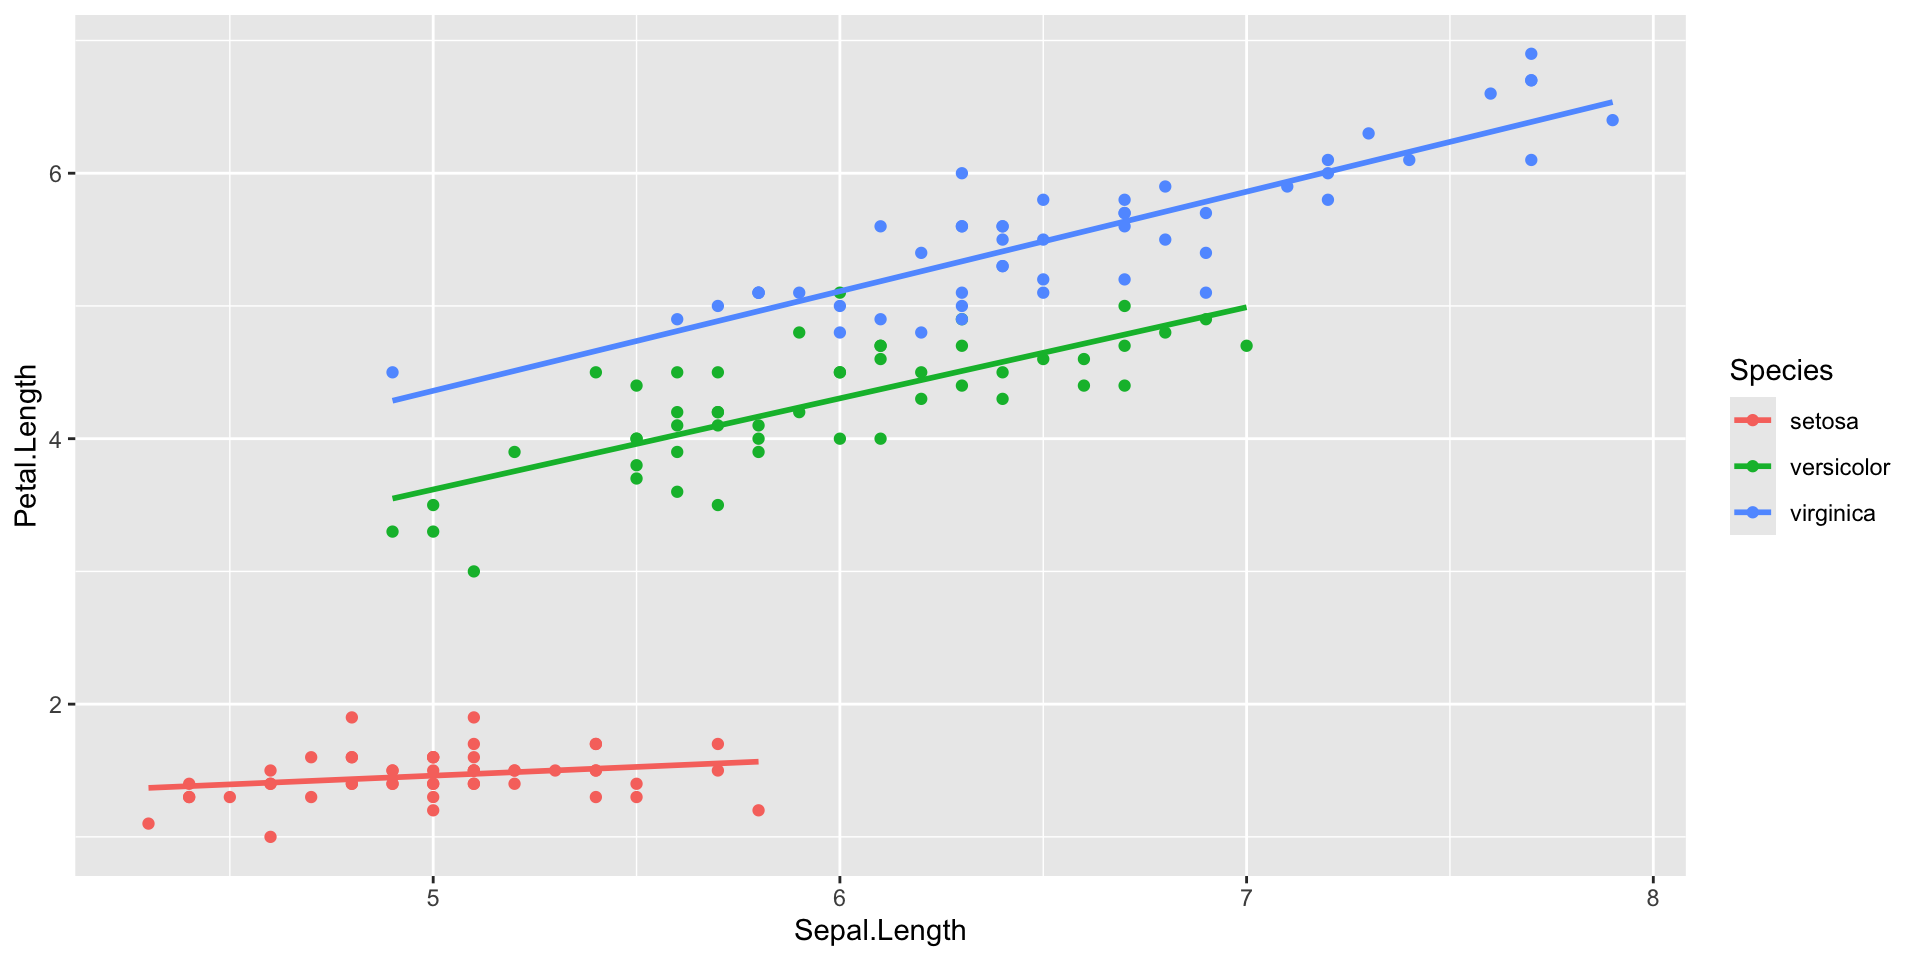 6
4
2
Petal.Length
5 6 7 8
Sepal.Length
Species
setosa
versicolor
virginica